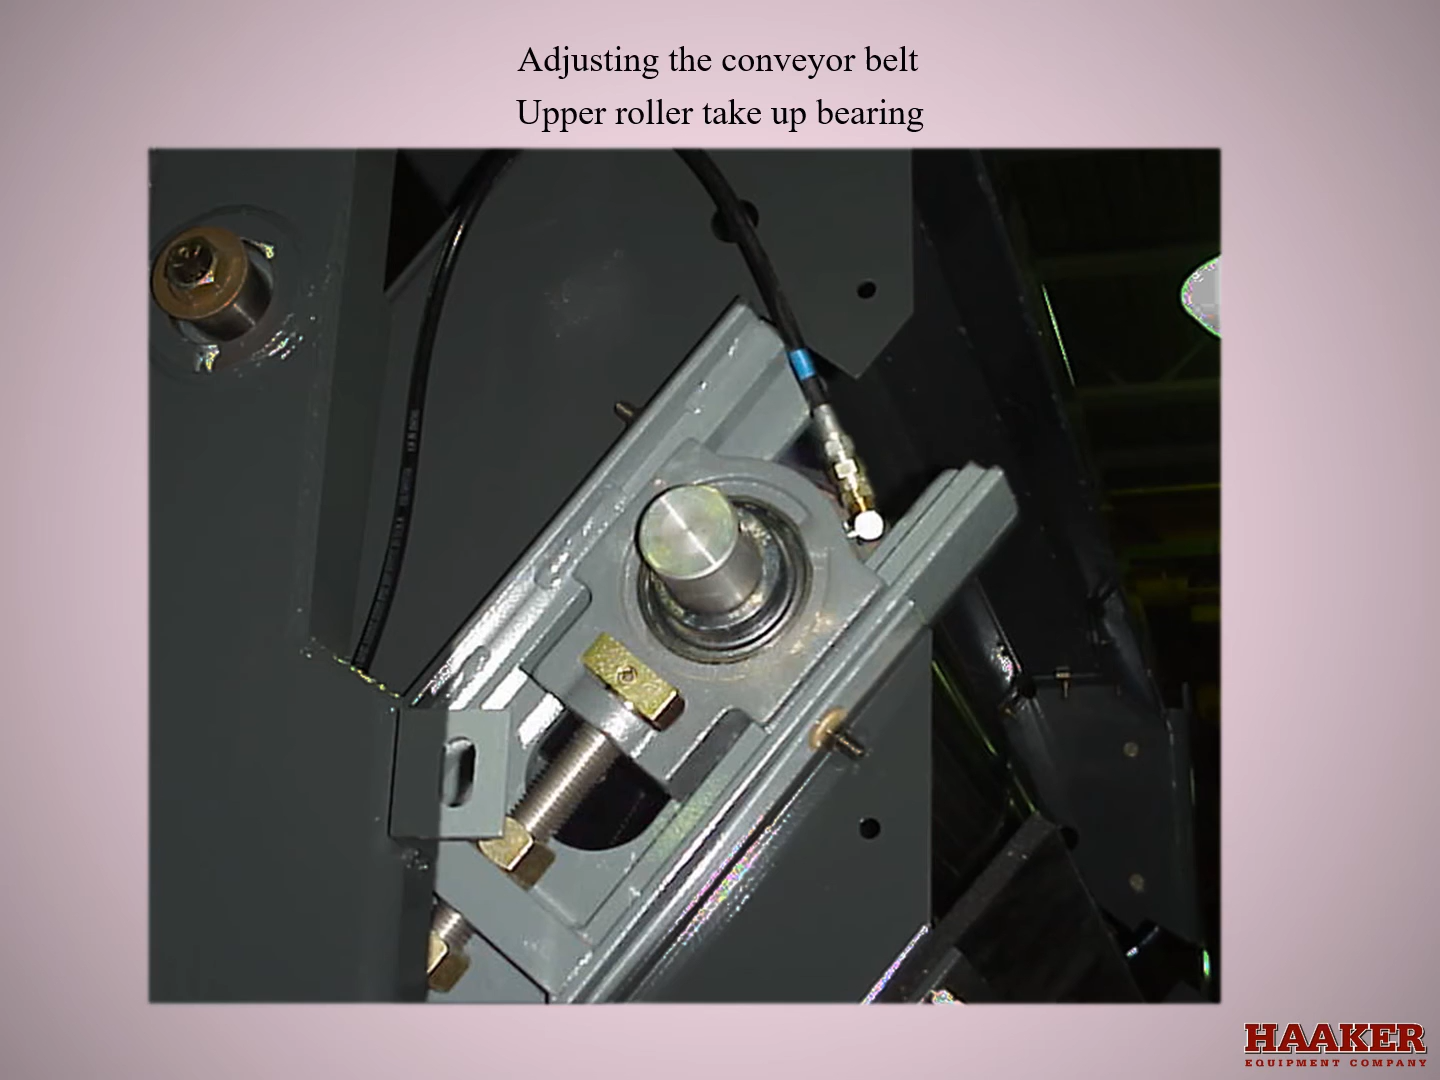 Adjusting the conveyor belt
Upper roller take up bearing
HAAKER
EQUIPMENT COMPANY